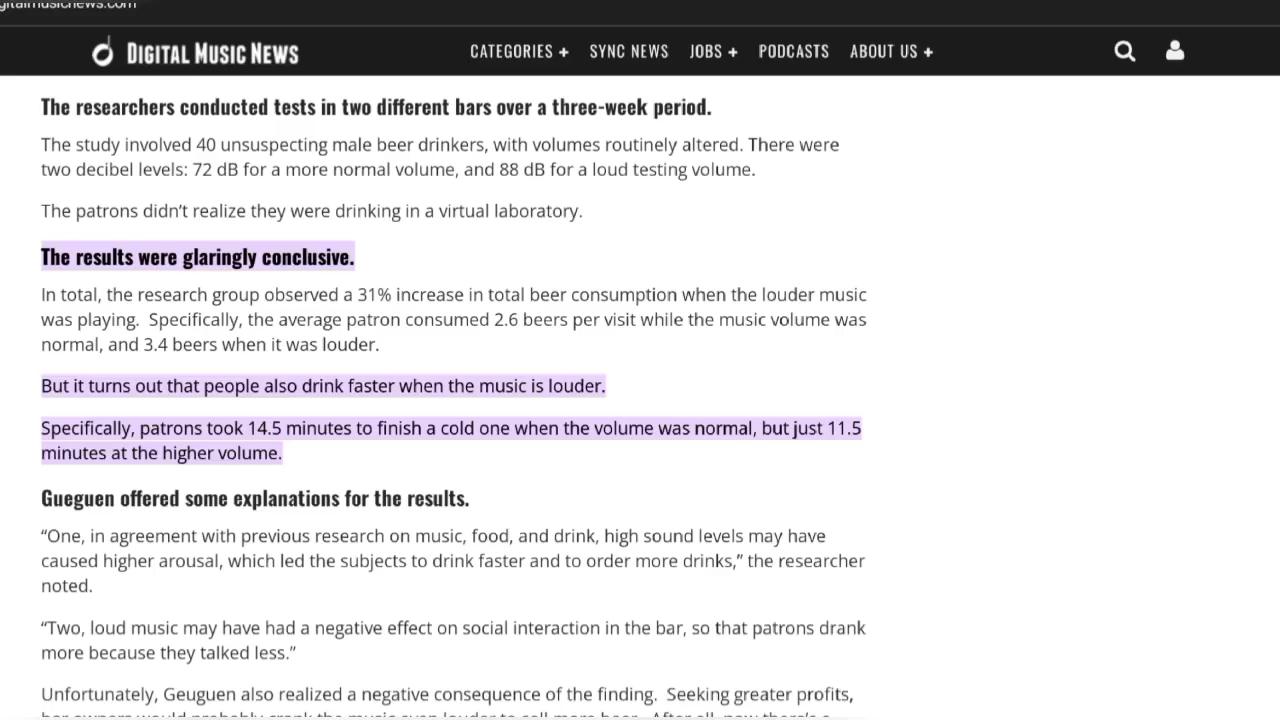 DIGITAL MUSIC NEWS
CATEGORIES + SYNC NEWS JOBS + PODCASTS ABOUT US +
The researchers conducted tests in two different bars over a three-week period.
The study involved 40 unsuspecting male beer drinkers, with volumes routinely altered. There were
two decibel levels: 72 dB for a more normal volume, and 88 dB for a loud testing volume.
The patrons didn’t realize they were drinking in a virtual laboratory.
The results were glaringly conclusive.
In total, the research group observed a 31% increase in total beer consumption when the louder music
was playing.  Specifically, the average patron consumed 2.6 beers per visit while the music volume was
normal, and 3.4 beers when it was louder.
But it turns out that people also drink faster when the music is louder.
Specifically, patrons took 14.5 minutes to finish a cold one when the volume was normal, but just 11.5
minutes at the higher volume.
Gueguen offered some explanations for the results.
“One, in agreement with previous research on music, food, and drink, high sound levels may have
caused higher arousal, which led the subjects to drink faster and to order more drinks,” the researcher
noted.
“Two, loud music may have had a negative effect on social interaction in the bar, so that patrons drank
more because they talked less.”
Unfortunately, Geuguen also realized a negative consequence of the finding.  Seeking greater profits,